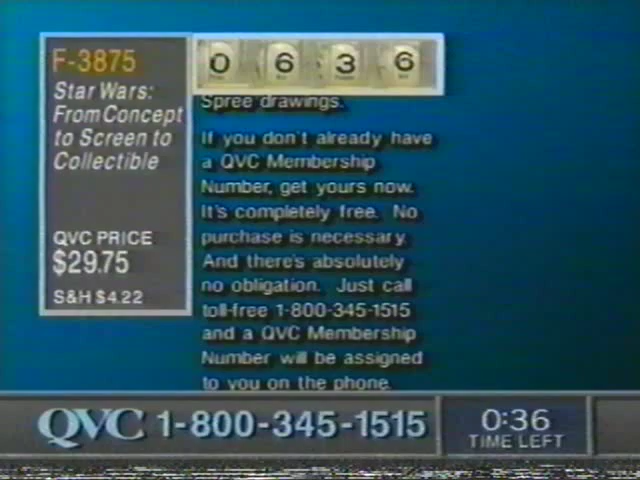 F-3875
Star Wars:
From Concept
to Screen to
Collectible
QVC PRICE
$29.75
S&H $4.22
0 6 3 6
Spree drawings.
If you don't already have
a QVC Membership
Number, get yours now.
It's completely free. No
purchase is necessary.
And there's absolutely
no obligation. Just call
toll-free 1-800-345-1515
and a QVC Membership
Number will be assigned
to you on the phone.
QVC 1-800-345-1515
0:36
TIME LEFT